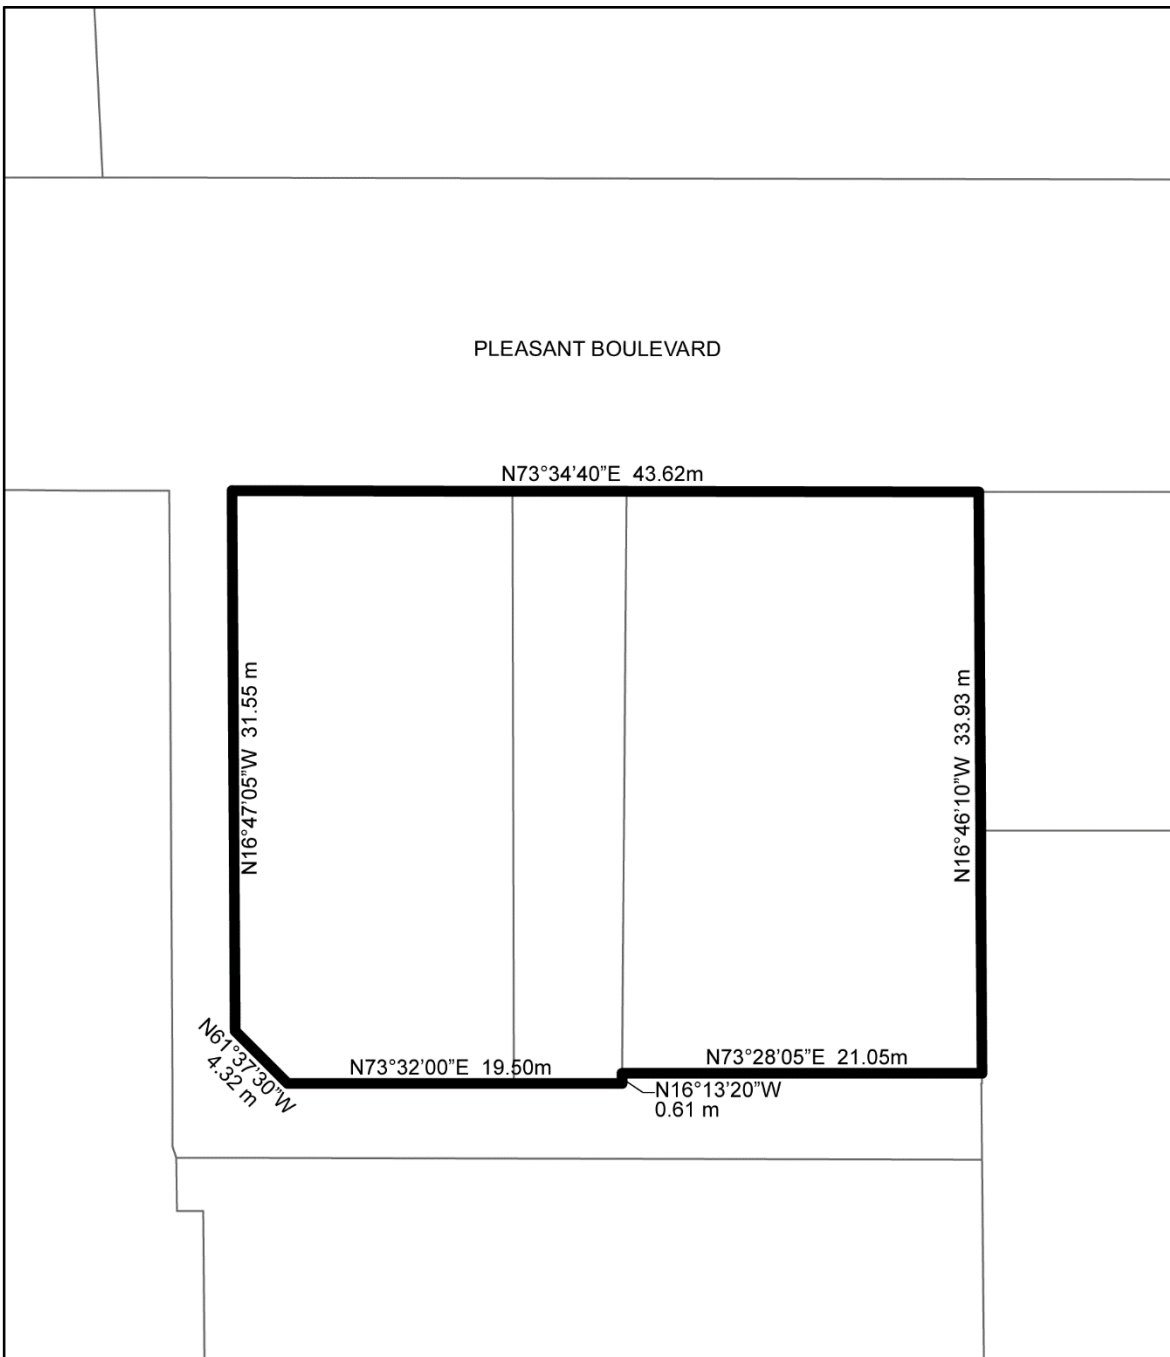 PLEASANT BOULEVARD
N73°34'40”E 43.62m
N16°47'05”W 31.55 m
N16°46'10”W 33.93 m
N61°37'30”W
4.32 m
N73°32'00”E 19.50m
N73°28'05”E 21.05m
N16°13'20”W
0.61 m